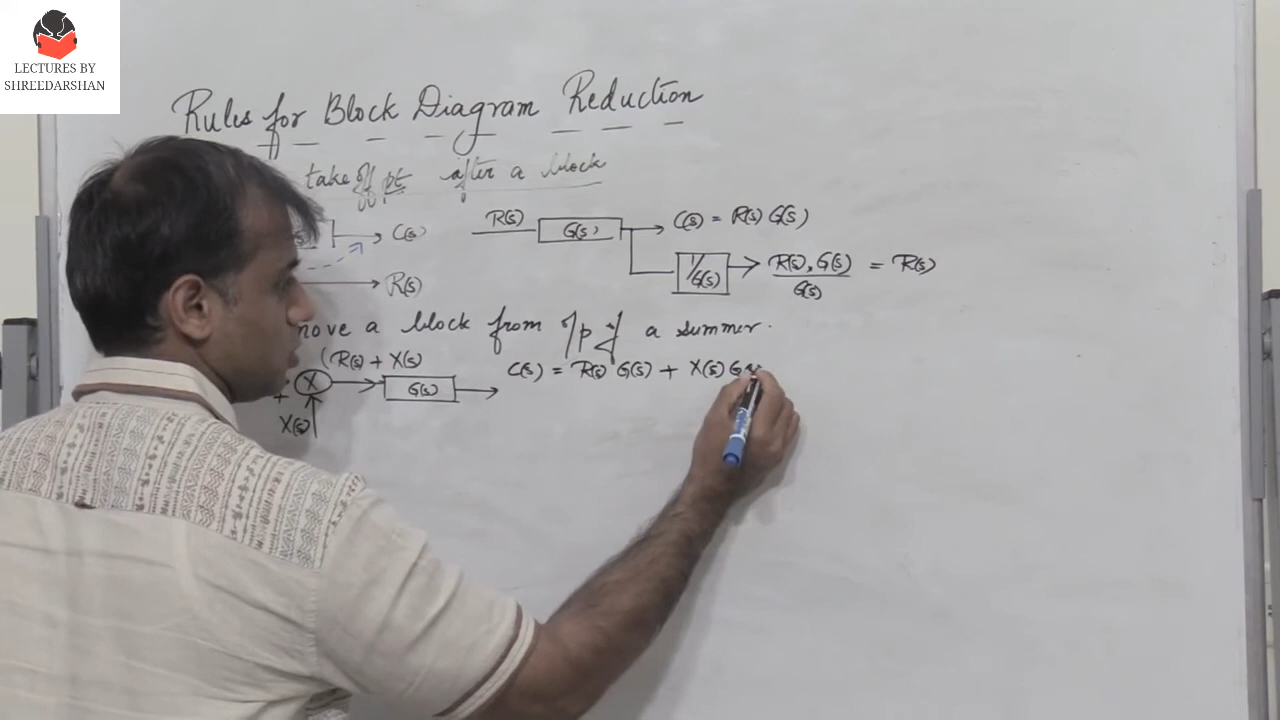 LECTURES BY
SHREEDARSHAN
Rules for Block Diagram Reduction
take off pt after a block
C(s)
R(s)
R(s) G(s) C(s) = R(s) G(s)
1/G(s) R(s).G(s) / G(s) = R(s)
move a block from o/p of a summer.
(R(s) + X(s)
+ X G(s) C(s) = R(s) G(s) + X(s) G(s
X(s)